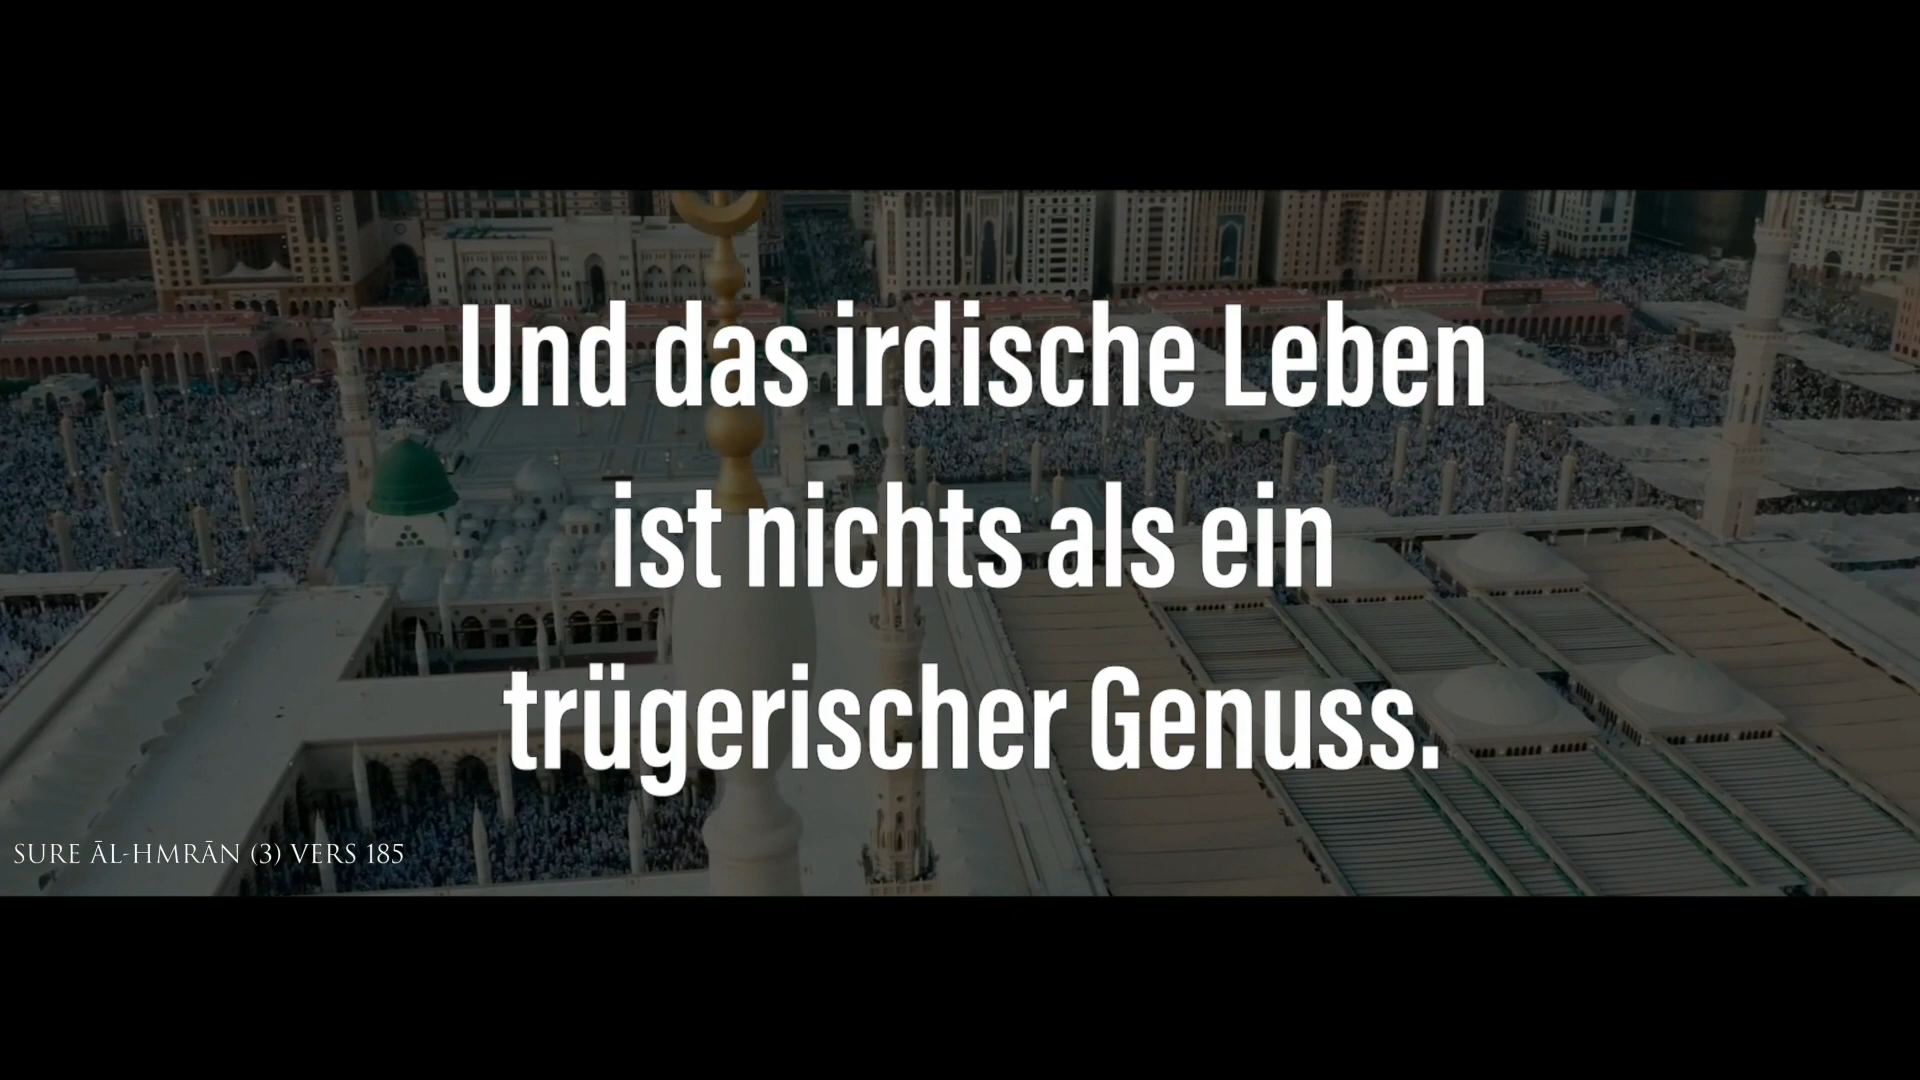 Und das irdische Leben
ist nichts als ein
trügerischer Genuss.
SURE ĀL-HMRĀN (3) VERS 185